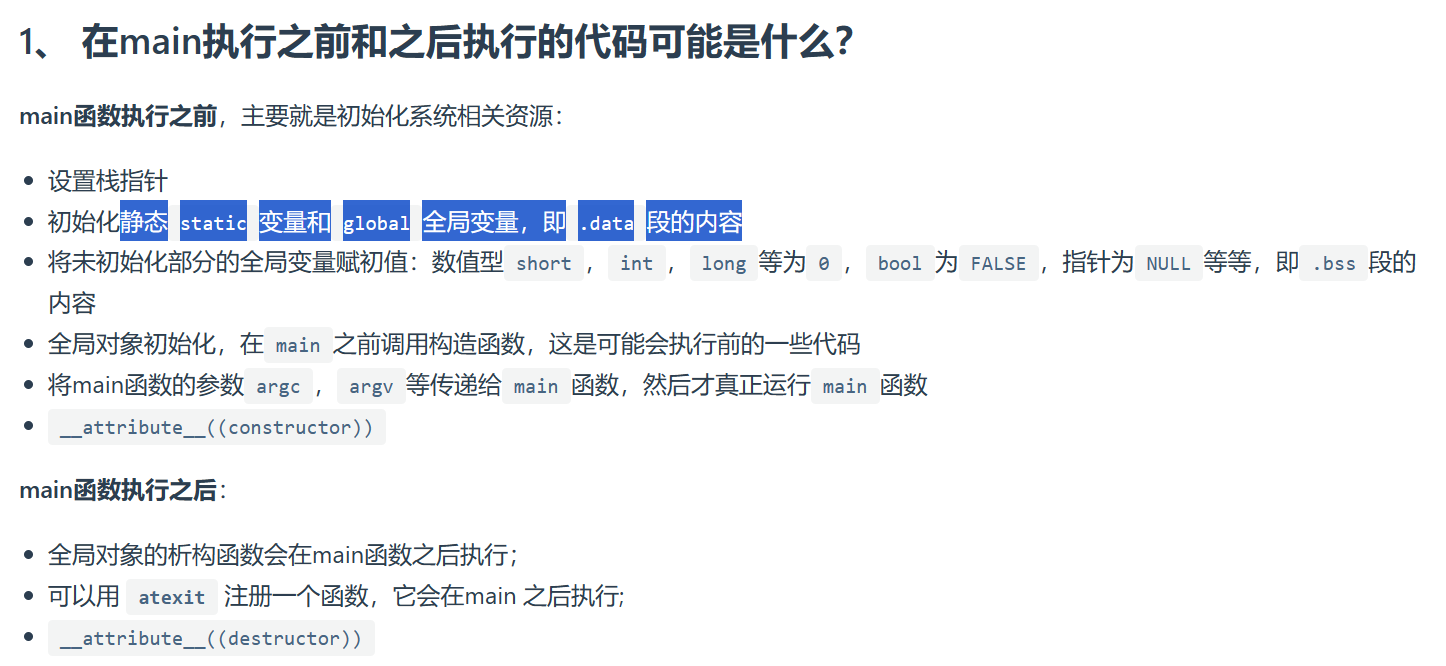 1、 在main执行之前和之后执行的代码可能是什么？
main函数执行之前，主要就是初始化系统相关资源：
设置栈指针
初始化静态 static 变量和 global 全局变量，即 .data 段的内容
将未初始化部分的全局变量赋初值：数值型 short ， int ， long 等为 0 ， bool 为 FALSE ，指针为 NULL 等等，即 .bss 段的
内容
全局对象初始化，在 main 之前调用构造函数，这是可能会执行前的一些代码
将main函数的参数 argc ， argv 等传递给 main 函数，然后才真正运行 main 函数
__attribute__((constructor))
main函数执行之后：
全局对象的析构函数会在main函数之后执行；
可以用 atexit 注册一个函数，它会在main 之后执行;
__attribute__((destructor))